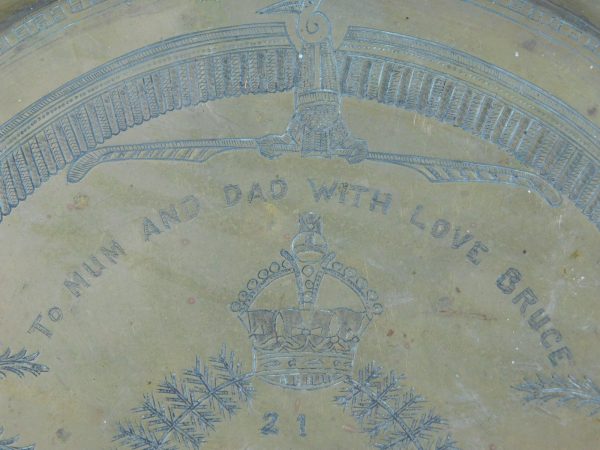 To MUM AND DAD WITH LOVE BRUCE
21